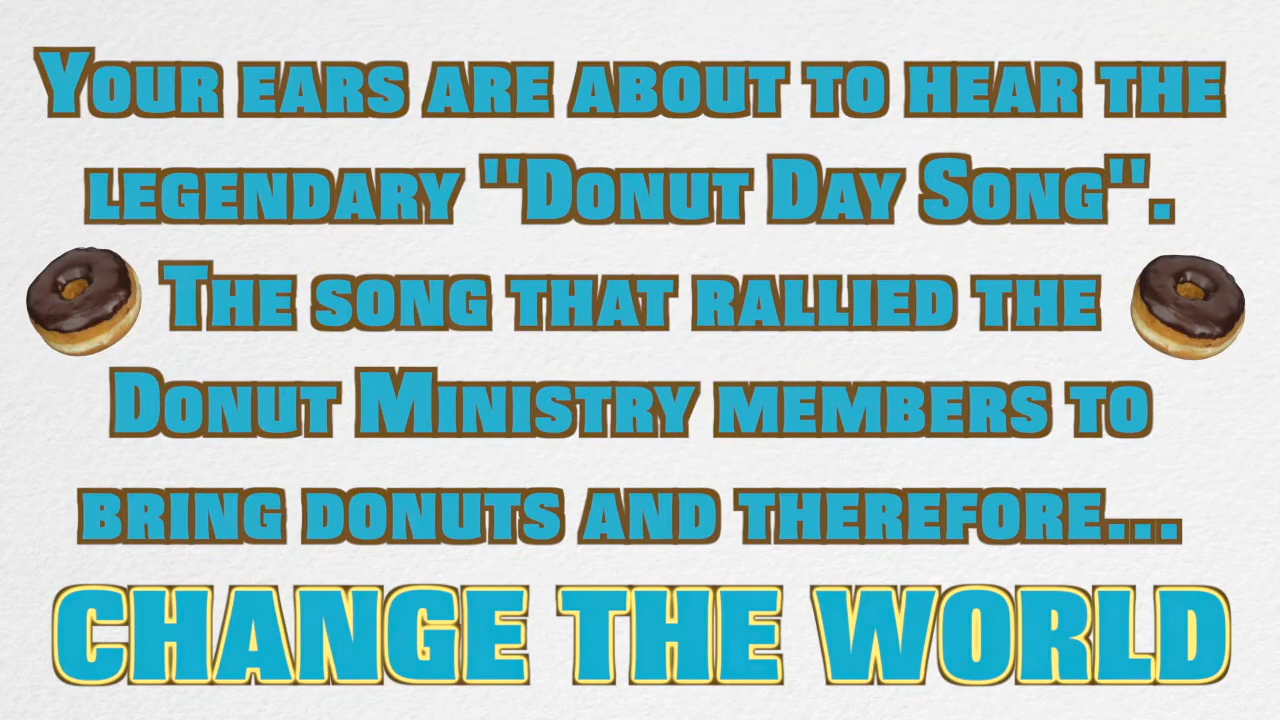 Your ears are about to hear the
legendary "Donut Day Song".
The song that rallied the
Donut Ministry members to
bring donuts and therefore...
CHANGE THE WORLD